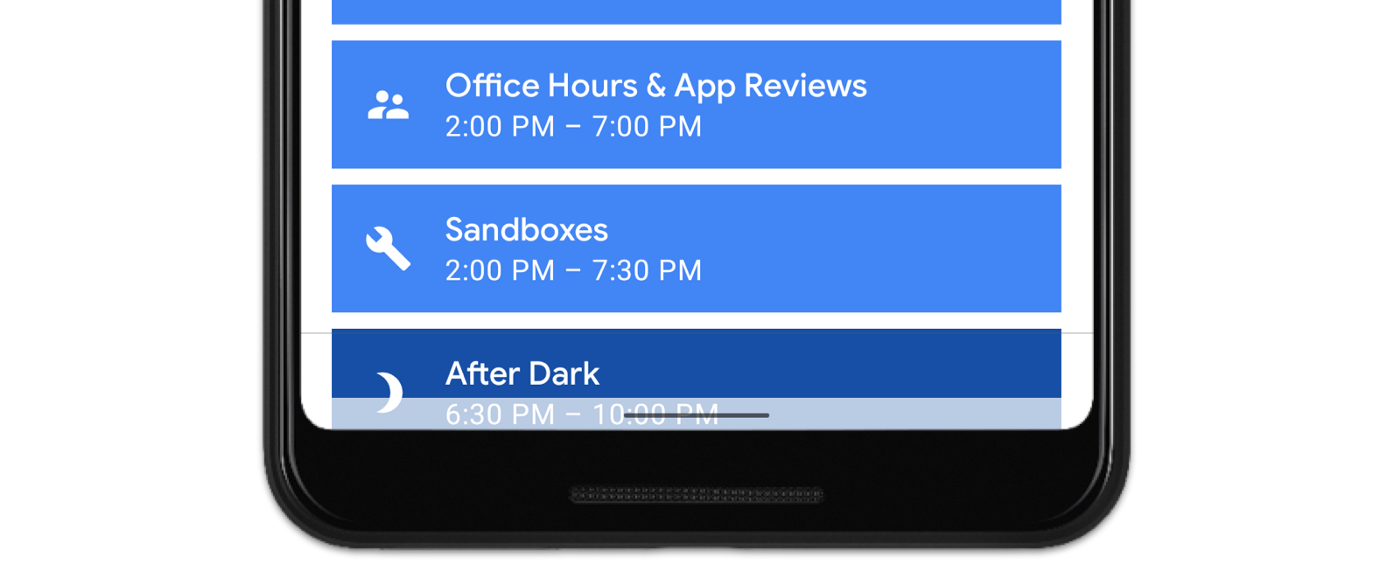 Office Hours & App Reviews
2:00 PM – 7:00 PM
Sandboxes
2:00 PM – 7:30 PM
After Dark
6:30 PM – 10:00 PM